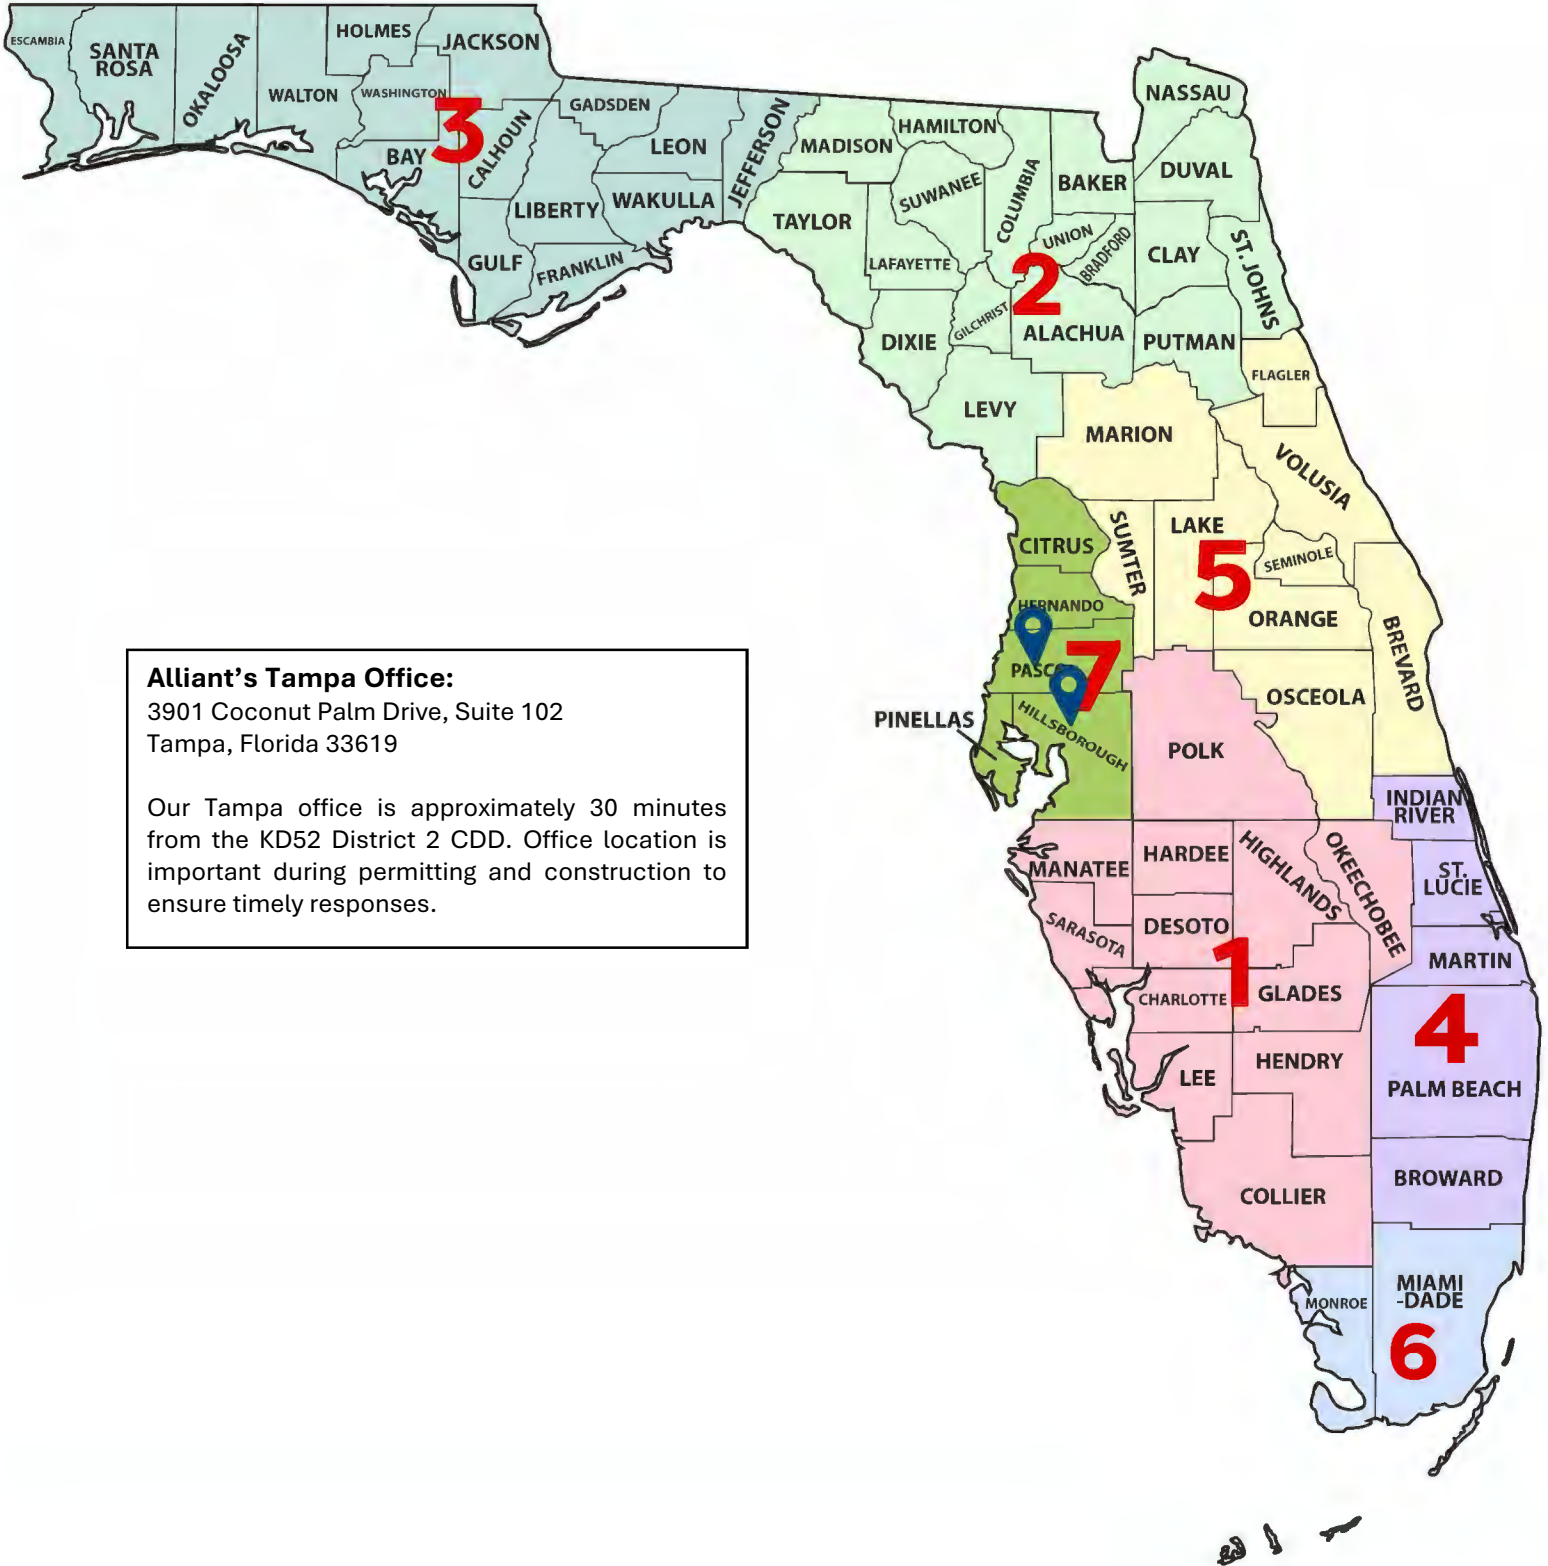 ESCAMBIA
SANTA
ROSA
OKALOOSA
WALTON
HOLMES
WASHINGTON
JACKSON
3
BAY
CALHOUN
GADSDEN
LEON
JEFFERSON
LIBERTY
WAKULLA
GULF
FRANKLIN
MADISON
HAMILTON
TAYLOR
SUWANEE
COLUMBIA
BAKER
NASSAU
DUVAL
LAFAYETTE
UNION
BRADFORD
CLAY
ST. JOHNS
2
DIXIE
GILCHRIST
ALACHUA
PUTMAN
FLAGLER
LEVY
MARION
VOLUSIA
CITRUS
SUMTER
LAKE
5
SEMINOLE
HERNANDO
ORANGE
BREVARD
PASCO
7
OSCEOLA
PINELLAS
HILLSBOROUGH
POLK
Alliant's Tampa Office:
3901 Coconut Palm Drive, Suite 102
Tampa, Florida 33619
Our Tampa office is approximately 30 minutes
from the KD52 District 2 CDD. Office location is
important during permitting and construction to
ensure timely responses.
INDIAN
RIVER
MANATEE
HARDEE
HIGHLANDS
OKEECHOBEE
ST.
LUCIE
SARASOTA
DESOTO
1
MARTIN
CHARLOTTE
GLADES
4
LEE
HENDRY
PALM BEACH
COLLIER
BROWARD
MONROE
MIAMI
-DADE
6